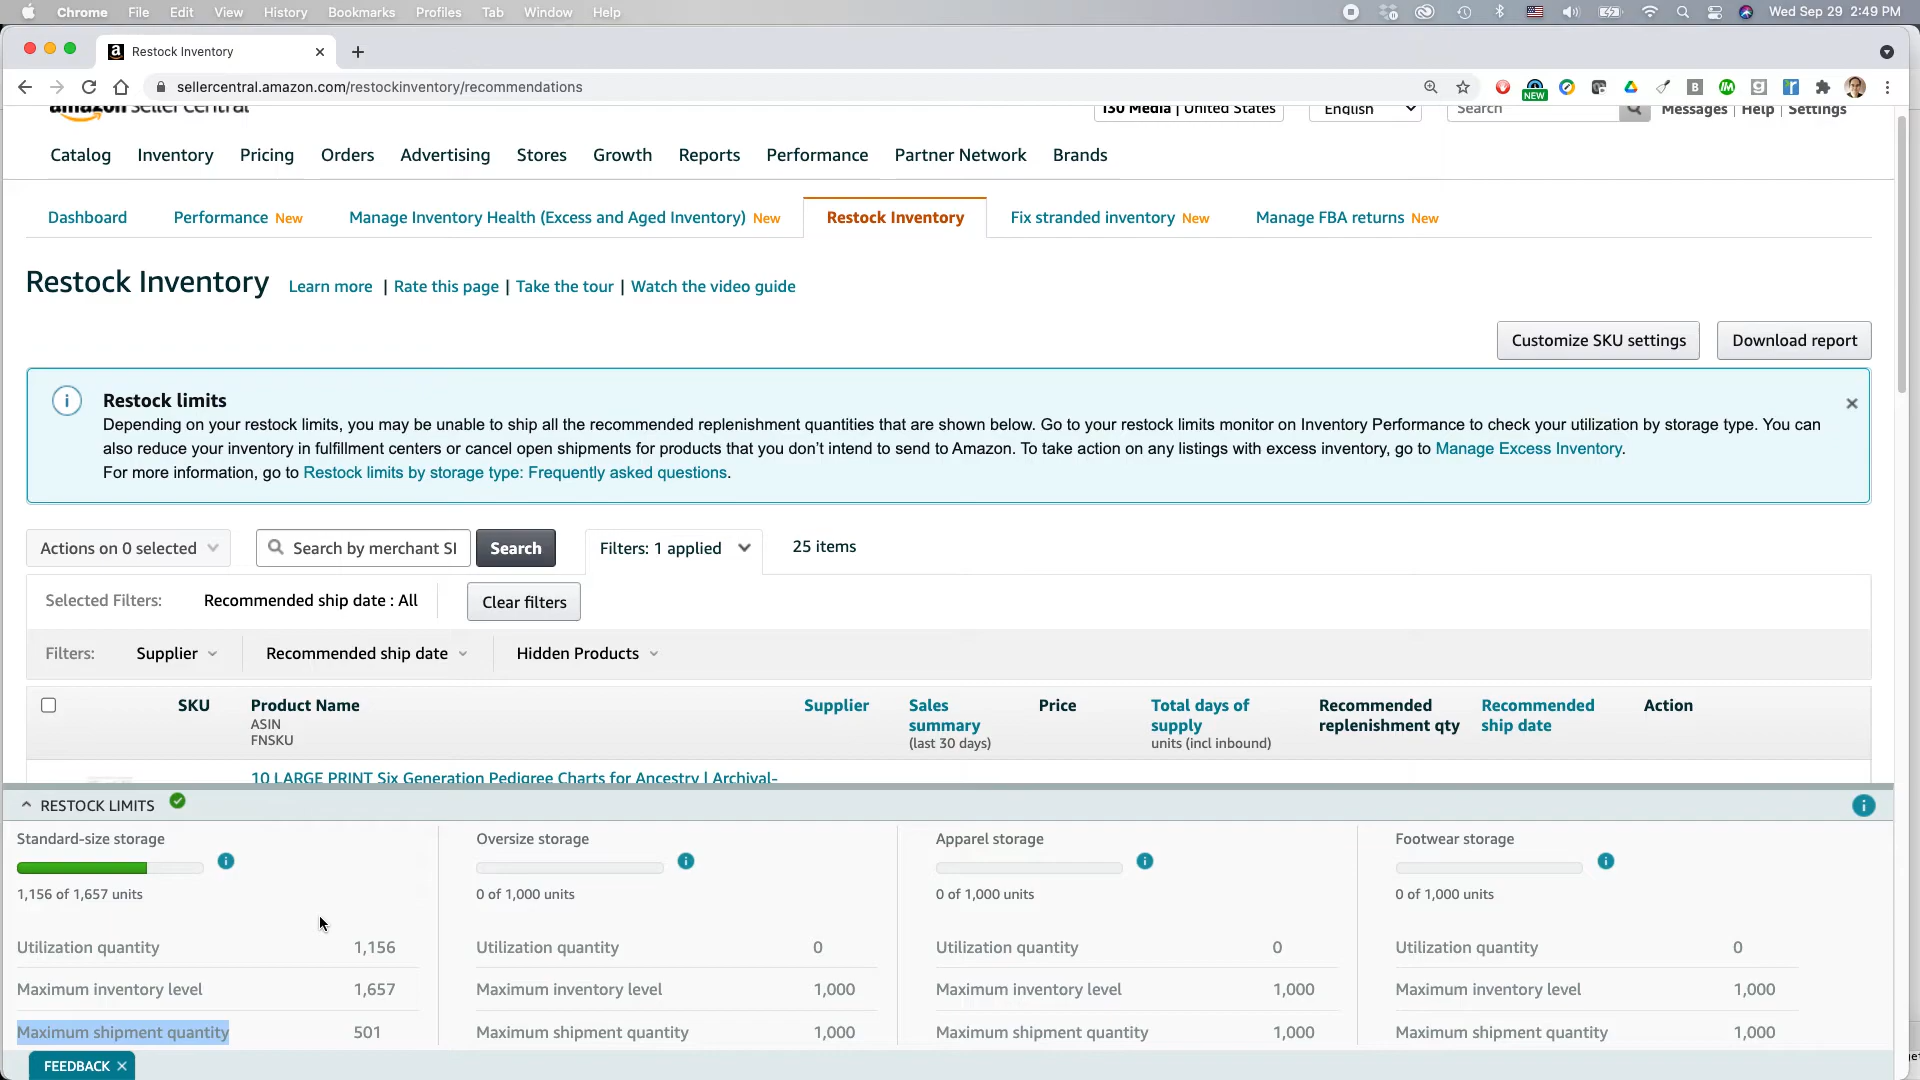 Chrome File Edit View History Bookmarks Profiles Tab Window Help Wed Sep 29 2:49 PM
Restock Inventory
sellercentral.amazon.com/restockinventory/recommendations NEW
amazon seller central 130 Media | United States English Search Messages | Help | Settings
Catalog Inventory Pricing Orders Advertising Stores Growth Reports Performance Partner Network Brands
Dashboard Performance New Manage Inventory Health (Excess and Aged Inventory) New Restock Inventory Fix stranded inventory New Manage FBA returns New
Restock Inventory Learn more | Rate this page | Take the tour | Watch the video guide
Customize SKU settings Download report
Restock limits
Depending on your restock limits, you may be unable to ship all the recommended replenishment quantities that are shown below. Go to your restock limits monitor on Inventory Performance to check your utilization by storage type. You can
also reduce your inventory in fulfillment centers or cancel open shipments for products that you don't intend to send to Amazon. To take action on any listings with excess inventory, go to Manage Excess Inventory.
For more information, go to Restock limits by storage type: Frequently asked questions.
Actions on 0 selected Search by merchant SI Search Filters: 1 applied 25 items
Selected Filters: Recommended ship date : All Clear filters
Filters: Supplier Recommended ship date Hidden Products
SKU Product Name Supplier Sales Price Total days of Recommended Recommended Action
ASIN summary supply replenishment qty ship date
FNSKU (last 30 days) units (incl inbound)
10 LARGE PRINT Six Generation Pedigree Charts for Ancestry | Archival-
RESTOCK LIMITS
Standard-size storage Oversize storage Apparel storage Footwear storage
1,156 of 1,657 units 0 of 1,000 units 0 of 1,000 units 0 of 1,000 units
Utilization quantity 1,156 Utilization quantity 0 Utilization quantity 0 Utilization quantity 0
Maximum inventory level 1,657 Maximum inventory level 1,000 Maximum inventory level 1,000 Maximum inventory level 1,000
Maximum shipment quantity 501 Maximum shipment quantity 1,000 Maximum shipment quantity 1,000 Maximum shipment quantity 1,000
FEEDBACK